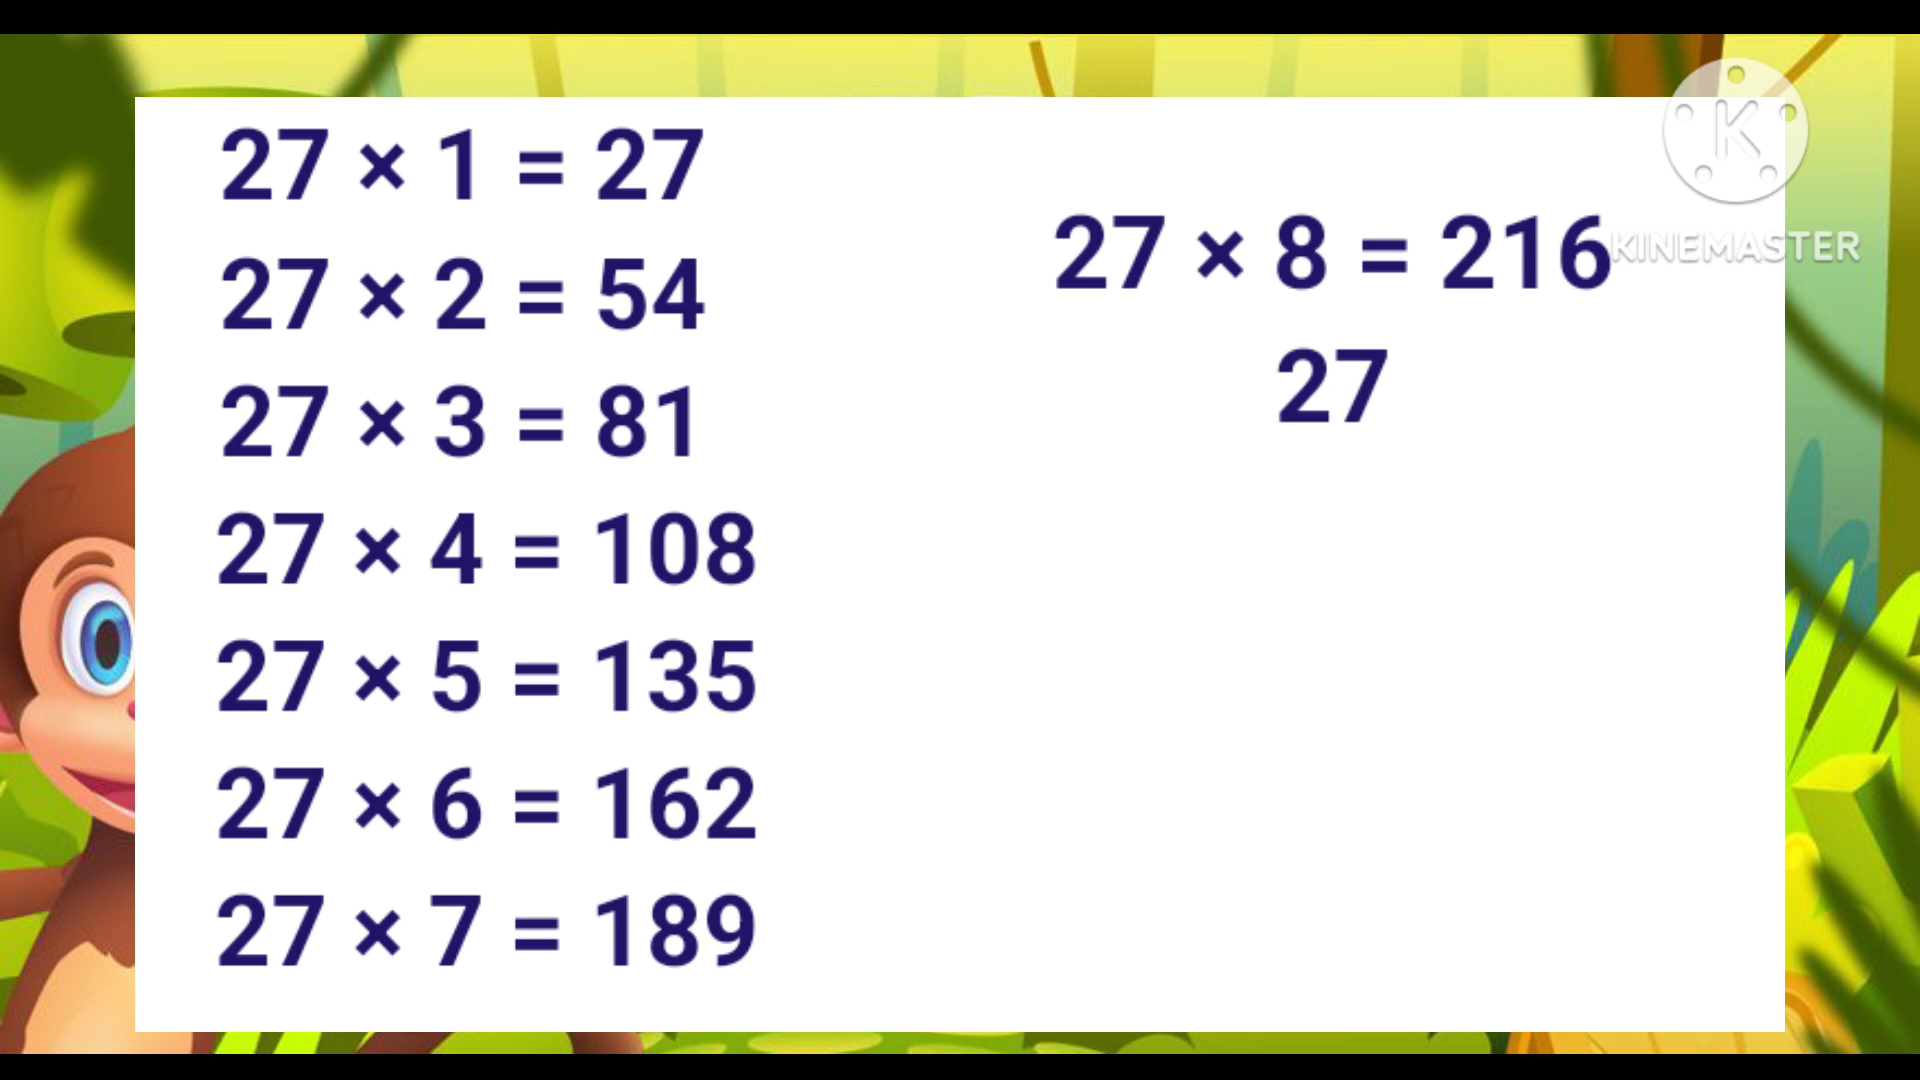 27 × 1 = 27
27 × 2 = 54
27 × 3 = 81
27 × 4 = 108
27 × 5 = 135
27 × 6 = 162
27 × 7 = 189
27 × 8 = 216
27
K
KINEMASTER